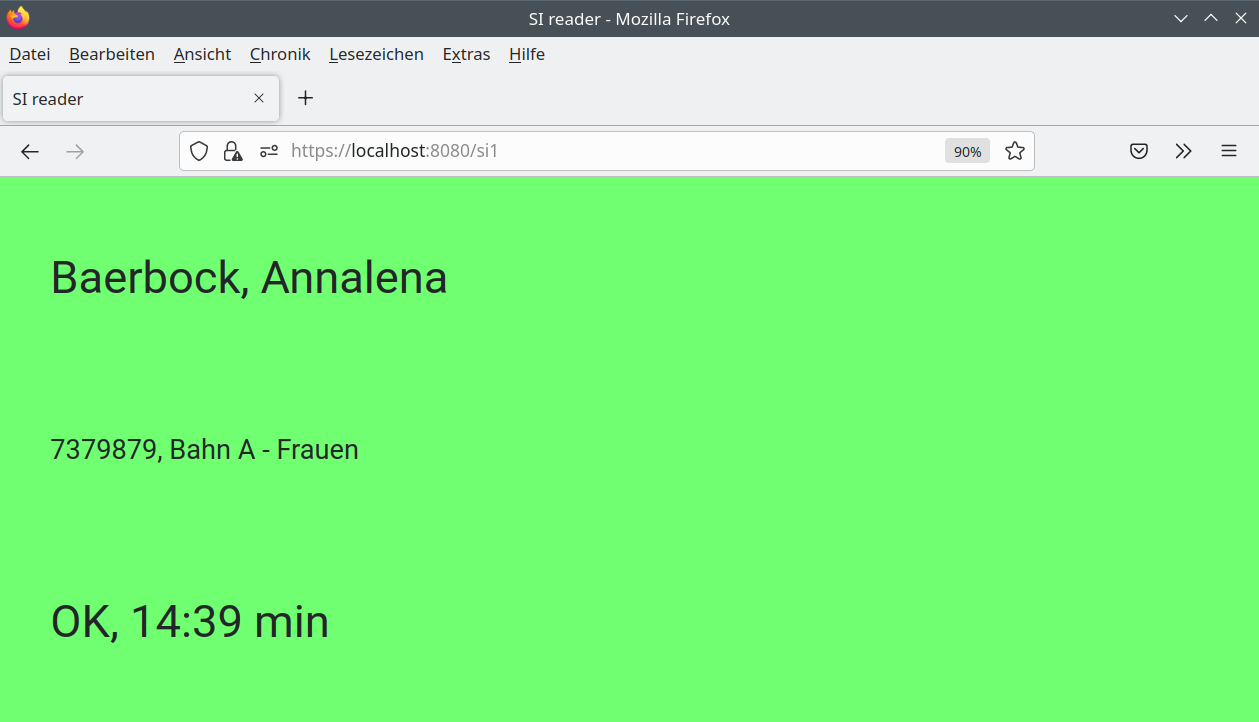 SI reader - Mozilla Firefox
Datei Bearbeiten Ansicht Chronik Lesezeichen Extras Hilfe
SI reader
https://localhost:8080/si1 90%
Baerbock, Annalena
7379879, Bahn A - Frauen
OK, 14:39 min